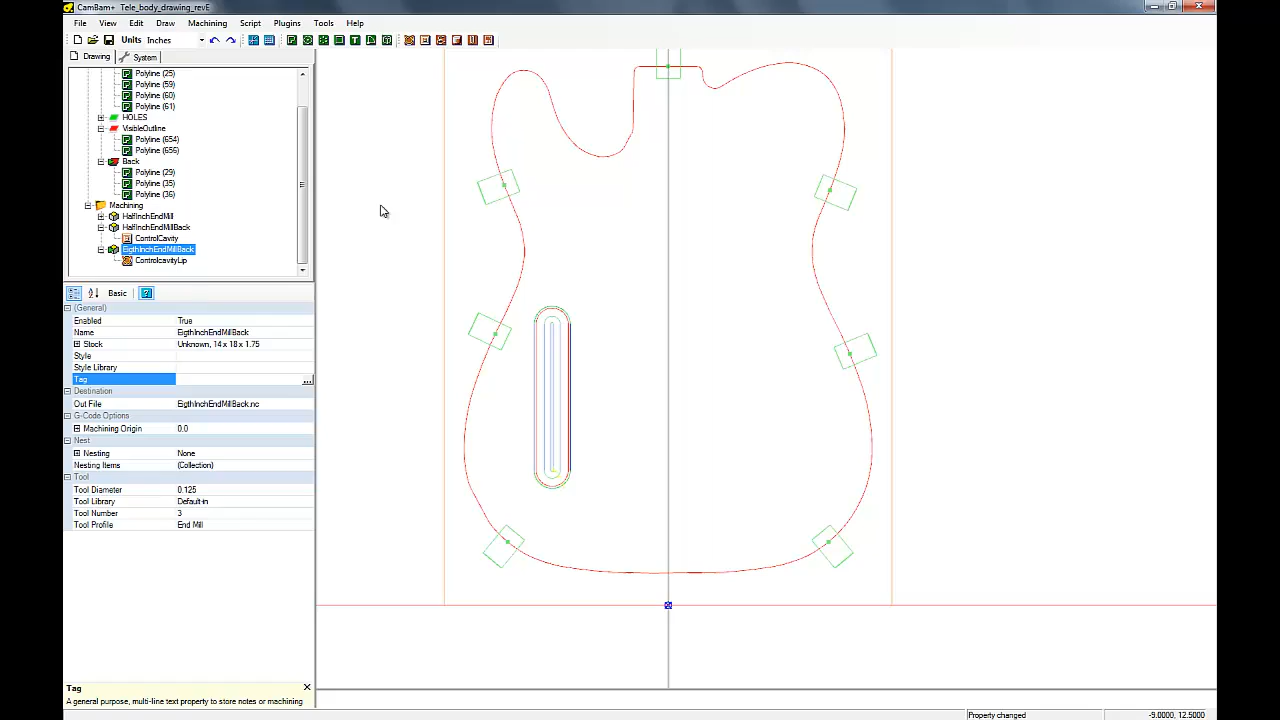 CamBam+  Tele_body_drawing_revE
File View Edit Draw Machining Script Plugins Tools Help
Units Inches
Drawing System
Polyline (25)
Polyline (59)
Polyline (60)
Polyline (61)
HOLES
VisibleOutline
Polyline (654)
Polyline (656)
Back
Polyline (29)
Polyline (35)
Polyline (36)
Machining
HalfInchEndMill
HalfInchEndMillBack
ControlCavity
EigthInchEndMillBack
ControlcavityLip
Basic
(General)
Enabled True
Name EigthInchEndMillBack
Stock Unknown, 14 x 18 x 1.75
Style
Style Library
Tag ...
Destination
Out File EigthInchEndMillBack.nc
G-Code Options
Machining Origin 0,0
Nest
Nesting None
Nesting Items (Collection)
Tool
Tool Diameter 0.125
Tool Library Default-in
Tool Number 3
Tool Profile End Mill
Tag
A general purpose, multi-line text property to store notes or machining
Property changed -9.0000, 12.5000